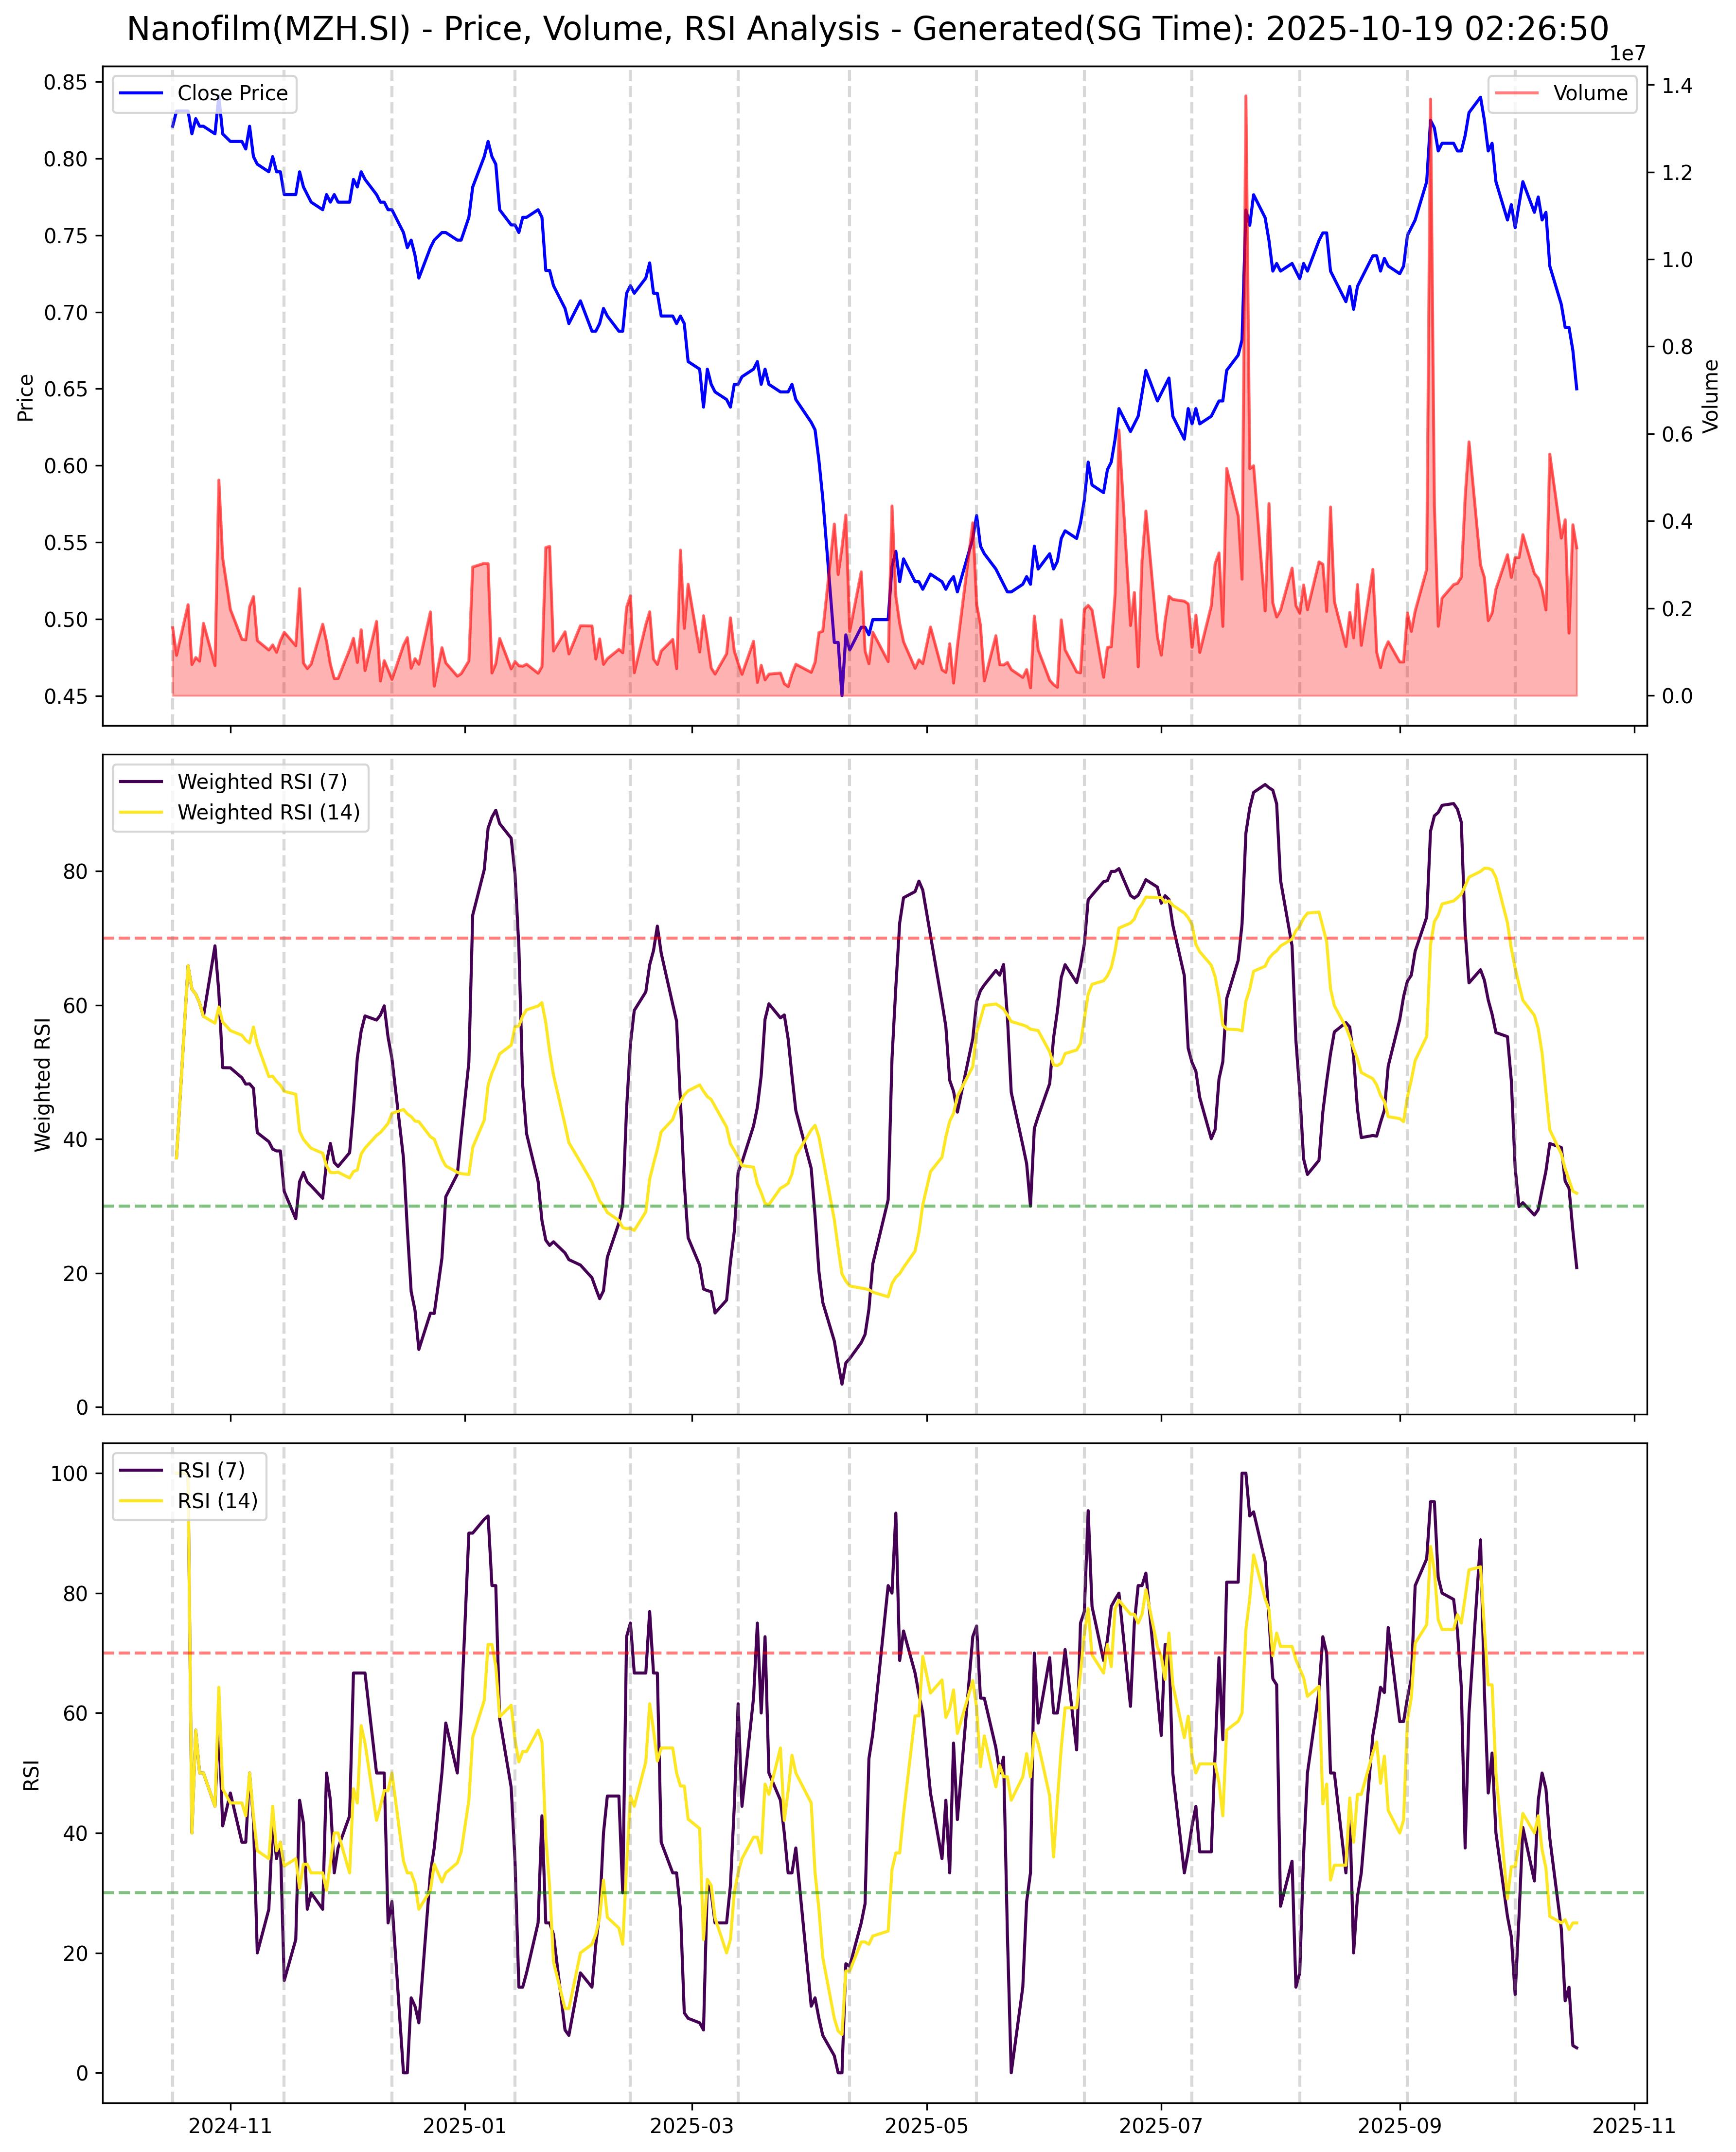 Nanofilm(MZH.SI) - Price, Volume, RSI Analysis - Generated(SG Time): 2025-10-19 02:26:50
1e7
Close Price
Volume
0.85
0.80
0.75
0.70
0.65
0.60
0.55
0.50
0.45
Price
1.4
1.2
1.0
0.8
0.6
0.4
0.2
0.0
Volume
Weighted RSI (7)
Weighted RSI (14)
80
60
40
20
0
Weighted RSI
RSI (7)
RSI (14)
100
80
60
40
20
0
RSI
2024-11
2025-01
2025-03
2025-05
2025-07
2025-09
2025-11